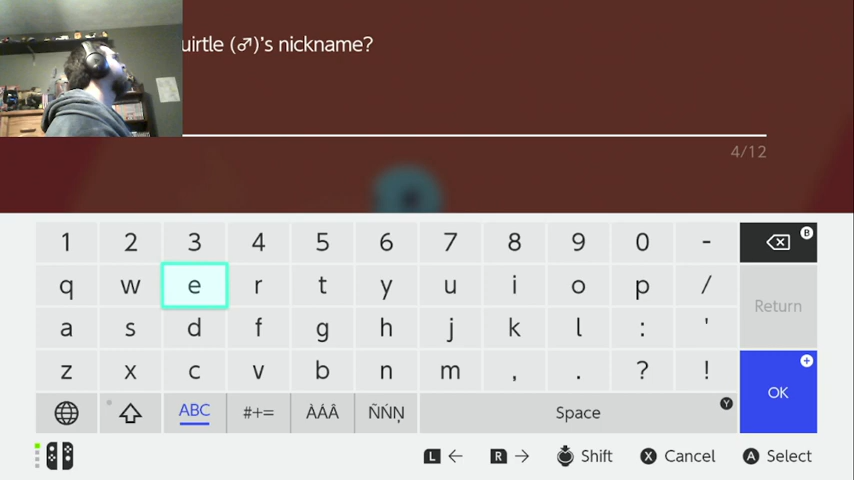 uirtle (♂)'s nickname?
4/12
1 2 3 4 5 6 7 8 9 0 - B
q w e r t y u i o p / Return
a s d f g h j k l : '
z x c v b n m , . ? ! + OK
ABC #+= ÀÁÂ ÑŃŅ Space Y
L ← R → Shift X Cancel A Select